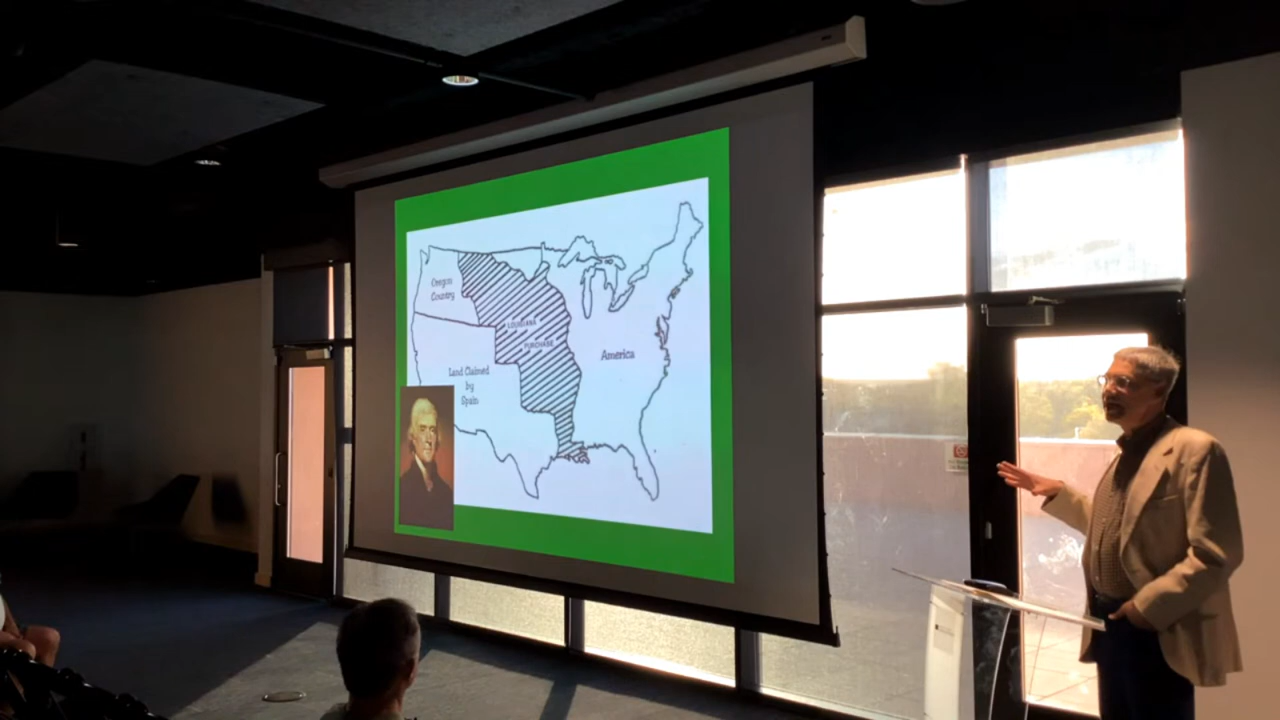 Oregon
Country
LOUISIANA
PURCHASE
America
Land Claimed
by
Spain